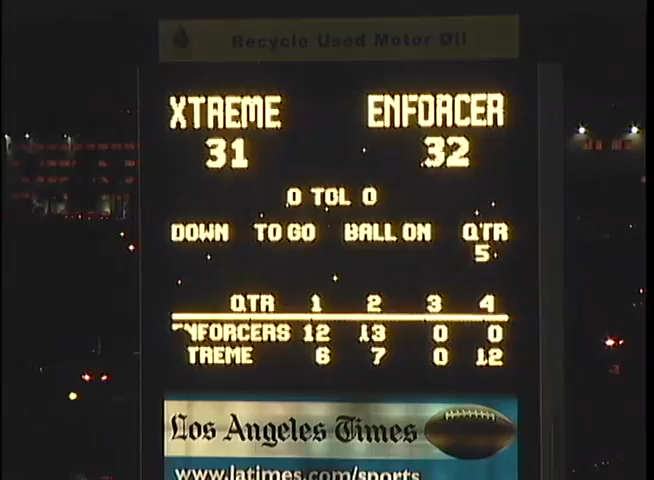 Recycle Used Motor Oil
XTREME ENFORCER
31 32
0 TOL 0
DOWN TO GO BALL ON QTR
5
QTR 1 2 3 4
ENFORCERS 12 13 0 0
TREME 6 7 0 12
Los Angeles Times
www.latimes.com/sports